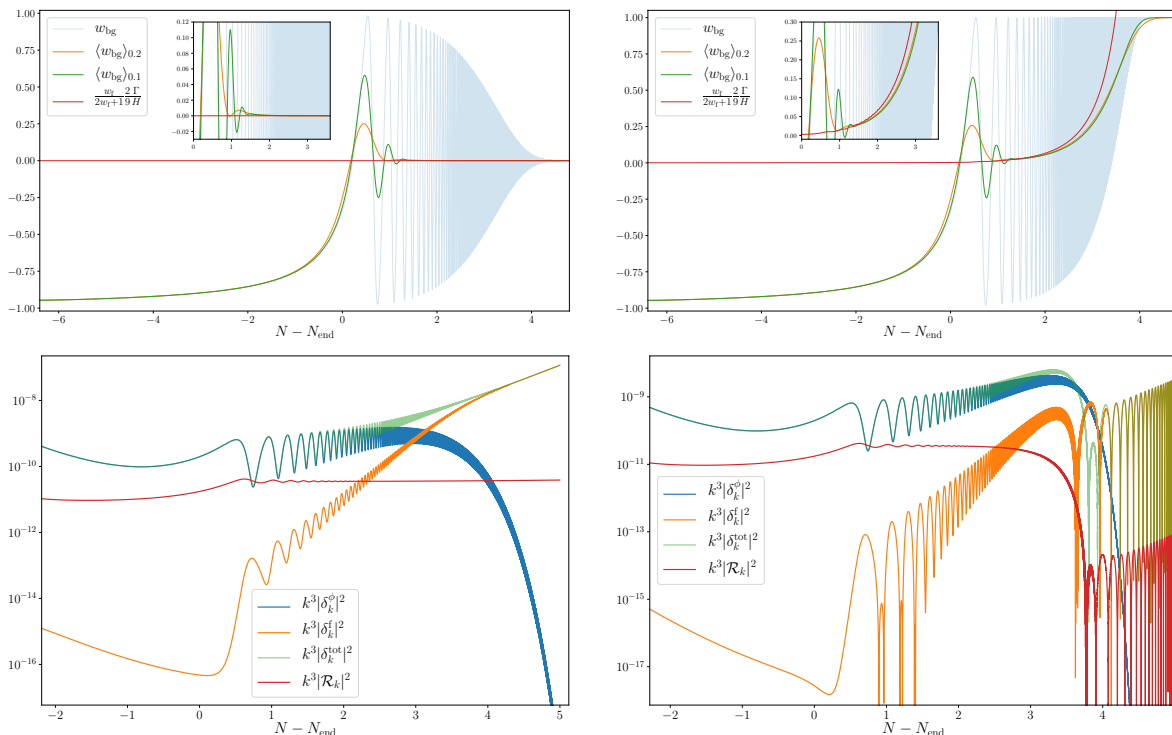 1.00
0.75
0.50
0.25
0.00
−0.25
−0.50
−0.75
−1.00
w_bg
⟨w_bg⟩_0.2
⟨w_bg⟩_0.1
w_f/(2w_f+1) 2/9 Γ/H
0.12
0.10
0.08
0.06
0.04
0.02
0.00
−0.02
0 1 2 3
−6 −4 −2 0 2 4
N − N_end
1.00
0.75
0.50
0.25
0.00
−0.25
−0.50
−0.75
−1.00
w_bg
⟨w_bg⟩_0.2
⟨w_bg⟩_0.1
w_f/(2w_f+1) 2/9 Γ/H
0.30
0.25
0.20
0.15
0.10
0.05
0.00
0 1 2 3
−6 −4 −2 0 2 4
N − N_end
10^−8
10^−10
10^−12
10^−14
10^−16
k^3|δ_k^ϕ|^2
k^3|δ_k^f|^2
k^3|δ_k^tot|^2
k^3|ℛ_k|^2
−2 −1 0 1 2 3 4 5
N − N_end
10^−9
10^−11
10^−13
10^−15
10^−17
k^3|δ_k^ϕ|^2
k^3|δ_k^f|^2
k^3|δ_k^tot|^2
k^3|ℛ_k|^2
−2 −1 0 1 2 3 4
N − N_end